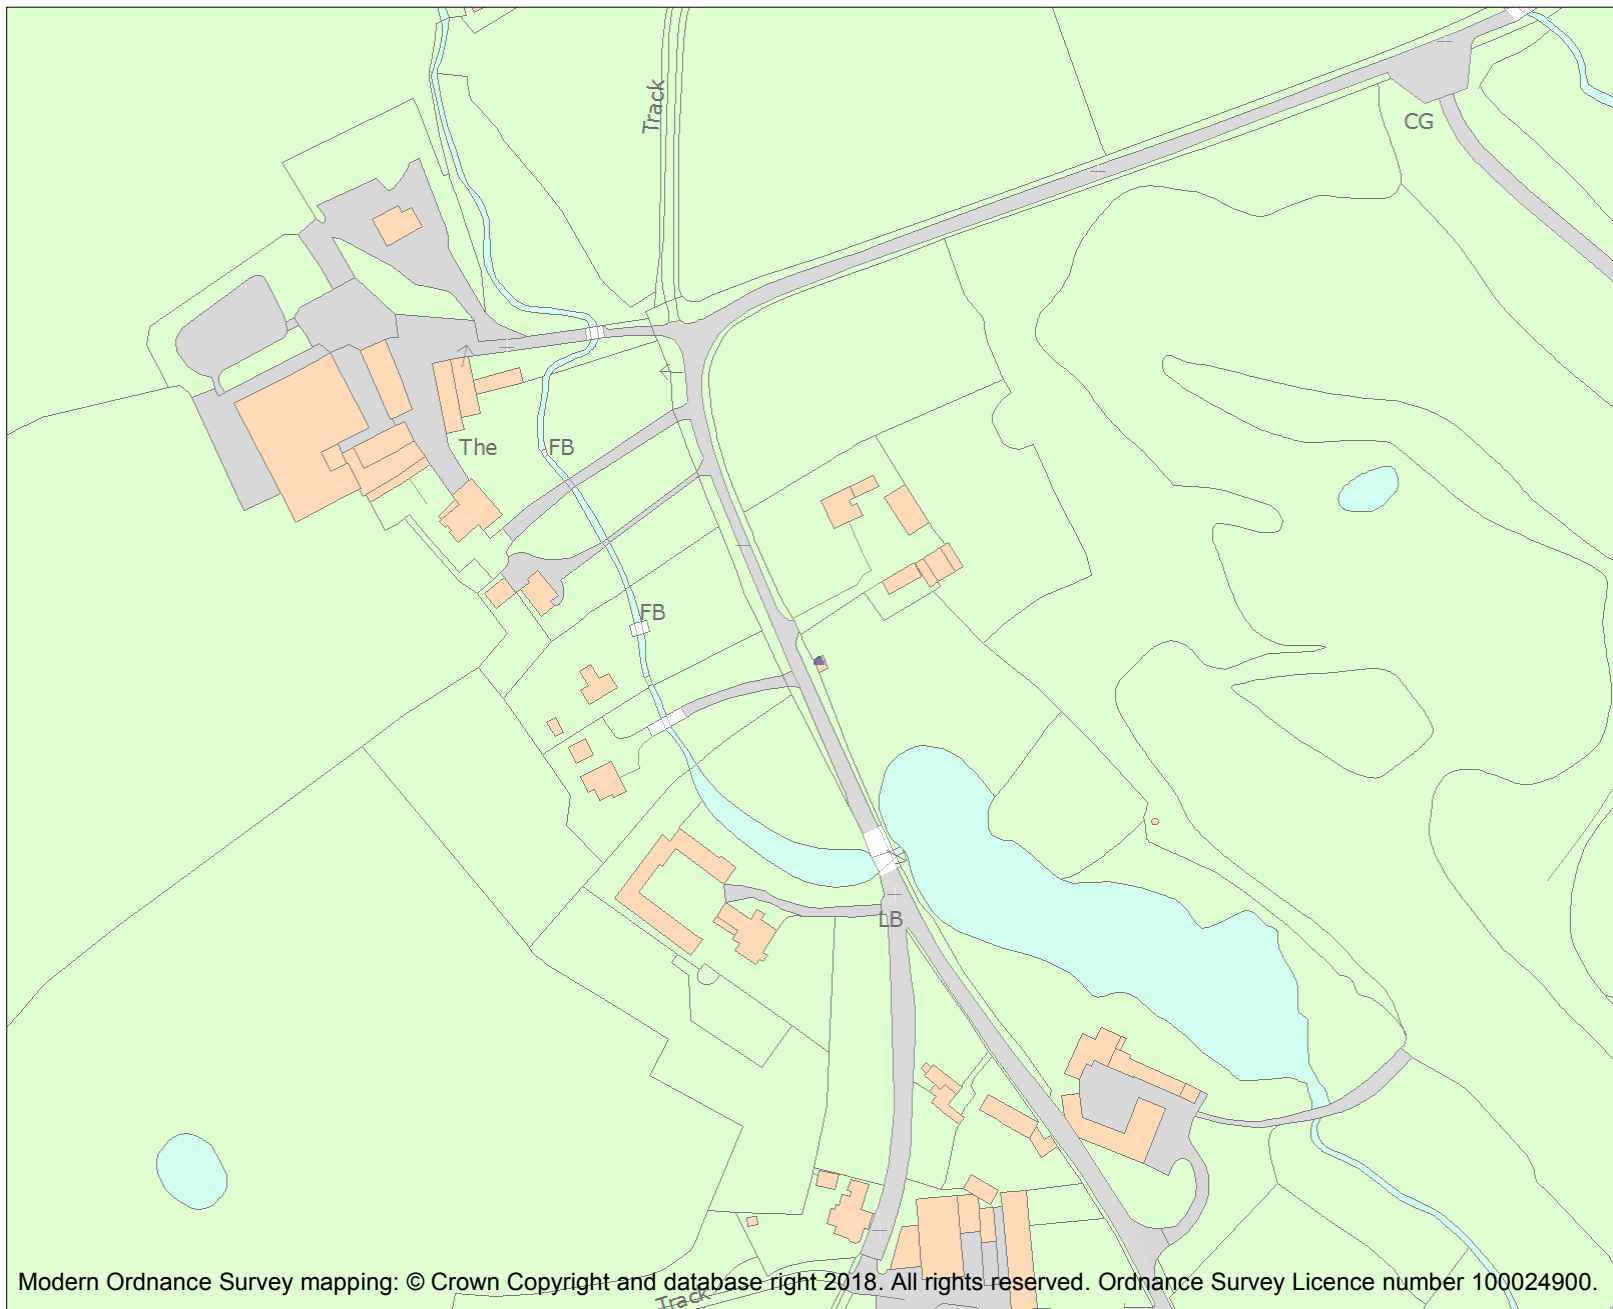 Track
CG
The
FB
FB
LB
Modern Ordnance Survey mapping: © Crown Copyright and database right 2018. All rights reserved. Ordnance Survey Licence number 100024900.
Track